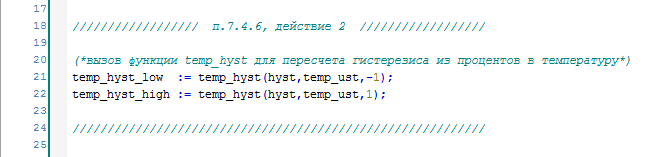 17
18 ////////////////// п.7.4.6, действие 2 //////////////////
19
20 (*вызов функции temp_hyst для пересчета гистерезиса из процентов в температуру*)
21 temp_hyst_low := temp_hyst(hyst,temp_ust,-1);
22 temp_hyst_high := temp_hyst(hyst,temp_ust,1);
23
24 ///////////////////////////////////////////////////////////
25